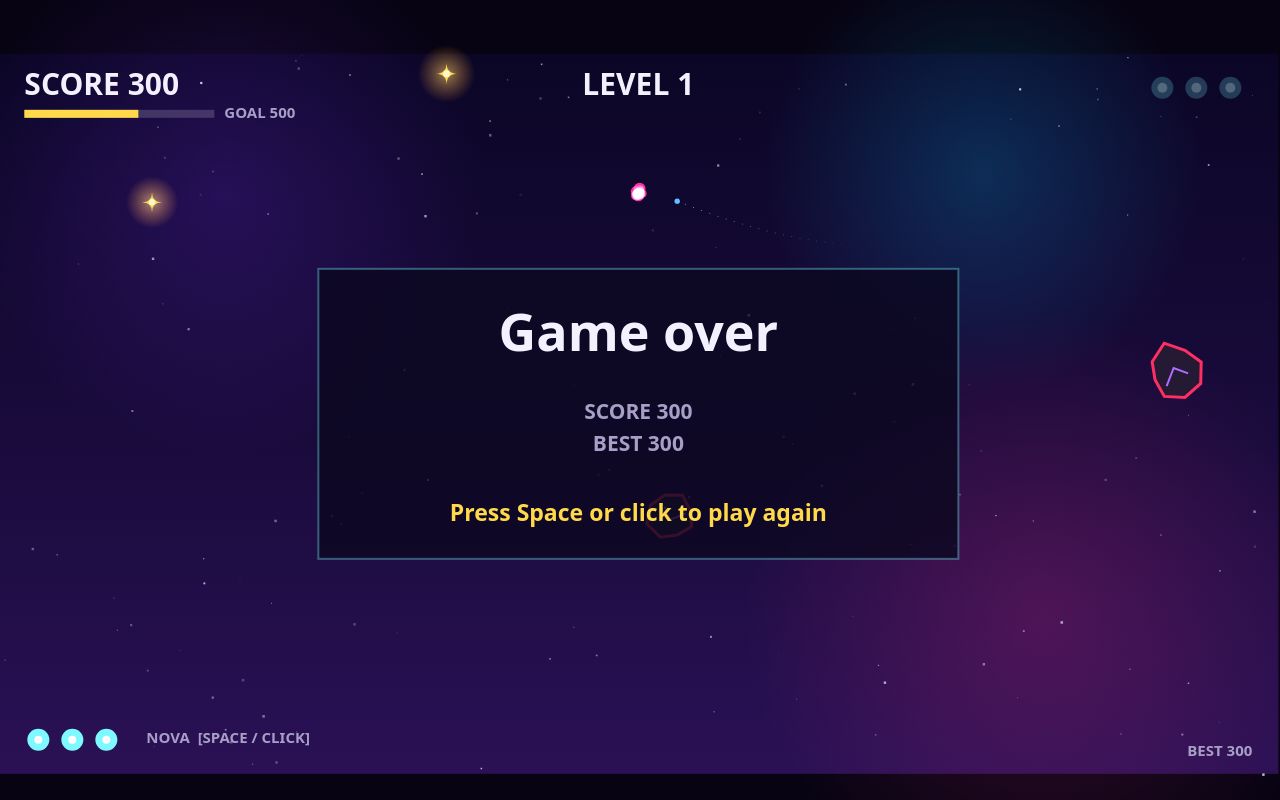 SCORE 300
LEVEL 1
GOAL 500
Game over
SCORE 300
BEST 300
Press Space or click to play again
NOVA [SPACE / CLICK]
BEST 300